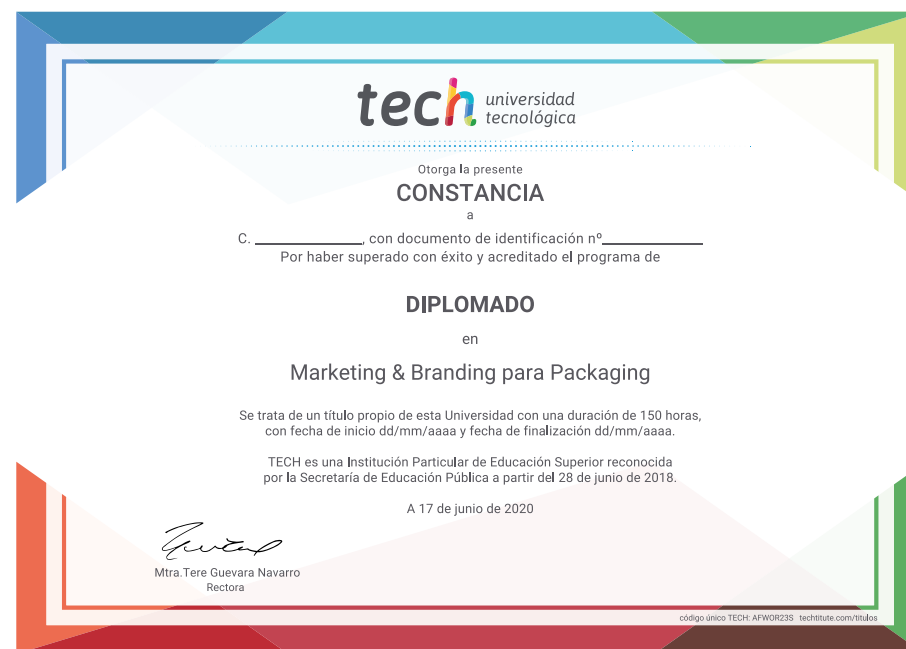 tech universidad
tecnológica
Otorga la presente
CONSTANCIA
a
C. ______________, con documento de identificación nº_____________
Por haber superado con éxito y acreditado el programa de
DIPLOMADO
en
Marketing & Branding para Packaging
Se trata de un título propio de esta Universidad con una duración de 150 horas,
con fecha de inicio dd/mm/aaaa y fecha de finalización dd/mm/aaaa.
TECH es una Institución Particular de Educación Superior reconocida
por la Secretaría de Educación Pública a partir del 28 de junio de 2018.
A 17 de junio de 2020
Mtra.Tere Guevara Navarro
Rectora
código único TECH: AFWOR23S techtitute.com/titulos